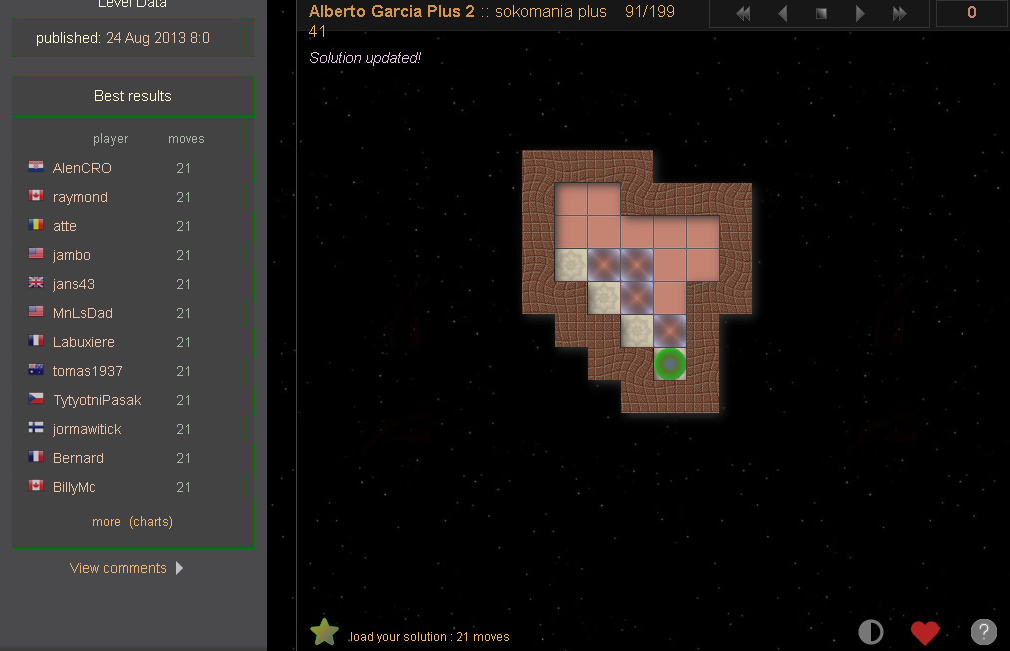 Level Data
published: 24 Aug 2013 8:0
Best results
player moves
AlenCRO 21
raymond 21
atte 21
jambo 21
jans43 21
MnLsDad 21
Labuxiere 21
tomas1937 21
TytyotniPasak 21
jormawitick 21
Bernard 21
BillyMc 21
more (charts)
View comments
Alberto Garcia Plus 2 :: sokomania plus 91/199
41
0
Solution updated!
load your solution : 21 moves
?